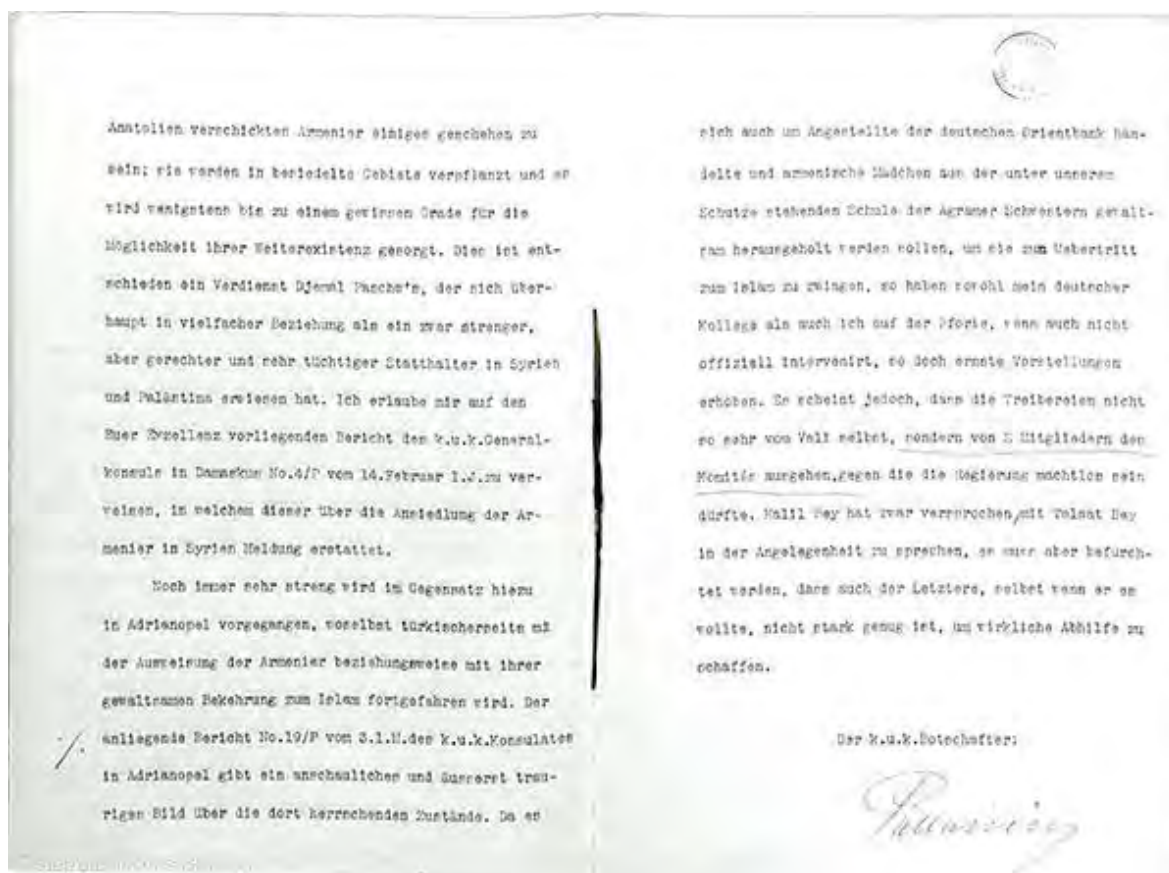 Anatolien verschickten Armenier einiges geschehen zu
sein; sie werden in besiedelte Gebiete verpflanzt und es
wird wenigstens bis zu einem gewissen Grade für die
Möglichkeit ihrer Weiterexistenz gesorgt. Dies ist ent-
schieden ein Verdienst Djemal Pascha's, der sich über-
haupt in vielfacher Beziehung als ein zwar strenger,
aber gerechter und sehr tüchtiger Statthalter in Syrien
und Palästina erwiesen hat. Ich erlaube mir auf den
Euer Exzellenz vorliegenden Bericht des k.u.k.General-
konsuls in Damaskus No.4/P vom 14.Februar l.J.zu ver-
weisen, in welchem dieser über die Ansiedlung der Ar-
menier in Syrien Meldung erstattet.
Noch immer sehr streng wird im Gegensatz hiezu
in Adrianopel vorgegangen, woselbst türkischerseits mit
der Ausweisung der Armenier beziehungsweise mit ihrer
gewaltsamen Bekehrung zum Islam fortgefahren wird. Der
anliegende Bericht No.19/P vom 3.l.M.des k.u.k.Konsulates
in Adrianopel gibt ein anschauliches und äusserst trau-
riges Bild über die dort herrschenden Zustände. Da es
sich auch um Angestellte der deutschen Orientbank han-
delte und armenische Mädchen aus der unter unserem
Schutze stehenden Schule der Agramer Schwestern gewalt-
sam herausgeholt werden sollen, um sie zum Uebertritt
zum Islam zu zwingen, so haben sowohl mein deutscher
Kollege als auch ich auf der Pforte, wenn auch nicht
offiziell intervenirt, so doch ernste Vorstellungen
erhoben. Es scheint jedoch, dass die Treibereien nicht
so sehr vom Vali selbst, sondern von Mitgliedern des
Komités ausgehen,gegen die die Regierung machtlos sein
dürfte. Halil Bey hat zwar versprochen,mit Talaat Bey
in der Angelegenheit zu sprechen, es muss aber befürch-
tet werden, dass auch der Letztere, selbst wenn er es
wollte, nicht stark genug ist, um wirkliche Abhilfe zu
schaffen.
Der k.u.k.Botschafter:
Pallavicini